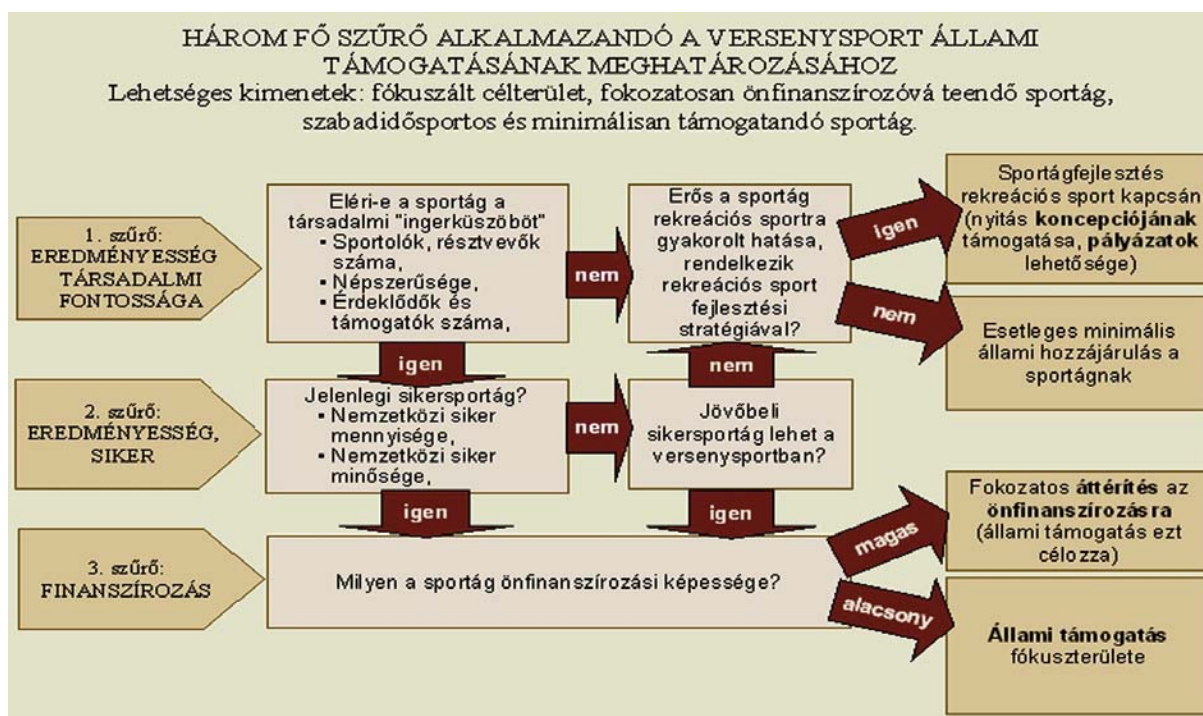 HÁROM FŐ SZŰRŐ ALKALMAZANDÓ A VERSENYSPORT ÁLLAMI
TÁMOGATÁSÁNAK MEGHATÁROZÁSÁHOZ
Lehetséges kimenetek: fókuszált célterület, fokozatosan önfinanszírozóvá teendő sportág,
szabadidősportos és minimálisan támogatandó sportág.
1. szűrő:
EREDMÉNYESSÉG
TÁRSADALMI
FONTOSSÁGA
Eléri-e a sportág a
társadalmi "ingerküszöböt"
▪ Sportolók, résztvevők
száma,
▪ Népszerűsége,
▪ Érdeklődők és
támogatók száma,
nem
Erős a sportág
rekreációs sportra
gyakorolt hatása,
rendelkezik
rekreációs sport
fejlesztési
stratégiával?
igen
Sportágfejlesztés
rekreációs sport kapcsán
(nyitás koncepciójának
támogatása, pályázatok
lehetősége)
nem
Esetleges minimális
állami hozzájárulás a
sportágnak
igen
nem
2. szűrő:
EREDMÉNYESSÉG,
SIKER
Jelenlegi sikersportág?
▪ Nemzetközi siker
mennyisége,
▪ Nemzetközi siker
minősége,
nem
Jövőbeli
sikersportág lehet a
versenysportban?
igen
igen
3. szűrő:
FINANSZÍROZÁS
Milyen a sportág önfinanszírozási képessége?
magas
Fokozatos áttérítés az
önfinanszírozásra
(állami támogatás ezt
célozza)
alacsony
Állami támogatás
fókuszterülete